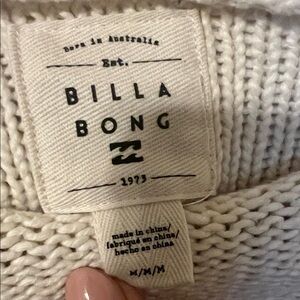 Born in Australia
Est.
BILLA
BONG
1973
made in china/
fabriqué en chine/
hecho en china
M/M/M